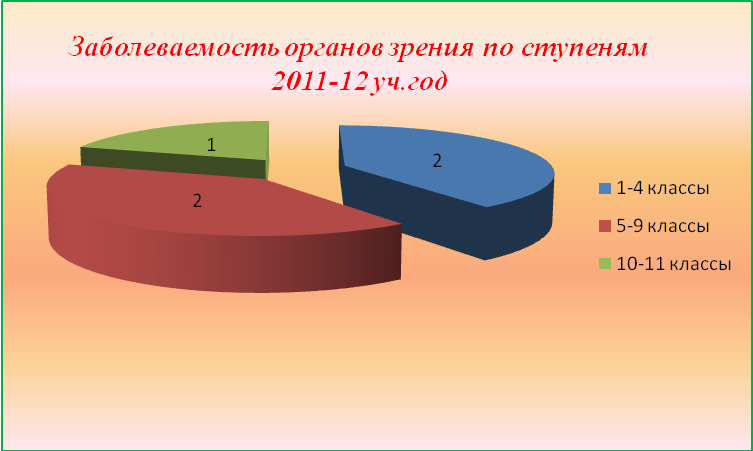 Заболеваемость органов зрения по ступеням
2011-12 уч.год
1
2
2
1-4 классы
5-9 классы
10-11 классы